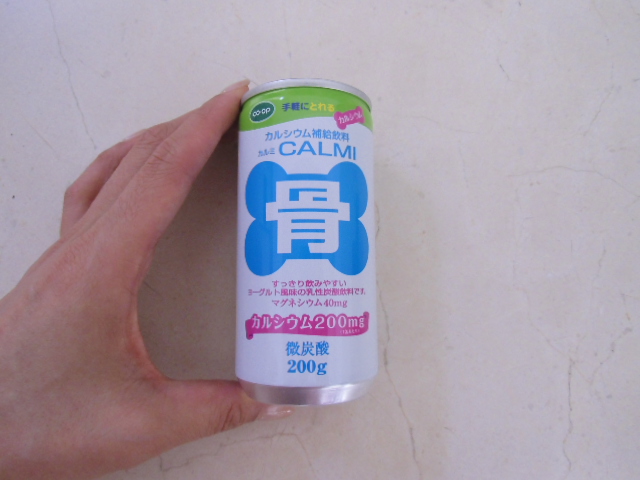 co·op
手軽にとれる
カルシウム
カルシウム補給飲料
カルミ CALMI
骨
すっきり飲みやすい
ヨーグルト風味の乳性炭酸飲料です。
マグネシウム40mg
カルシウム200mg
微炭酸
200g